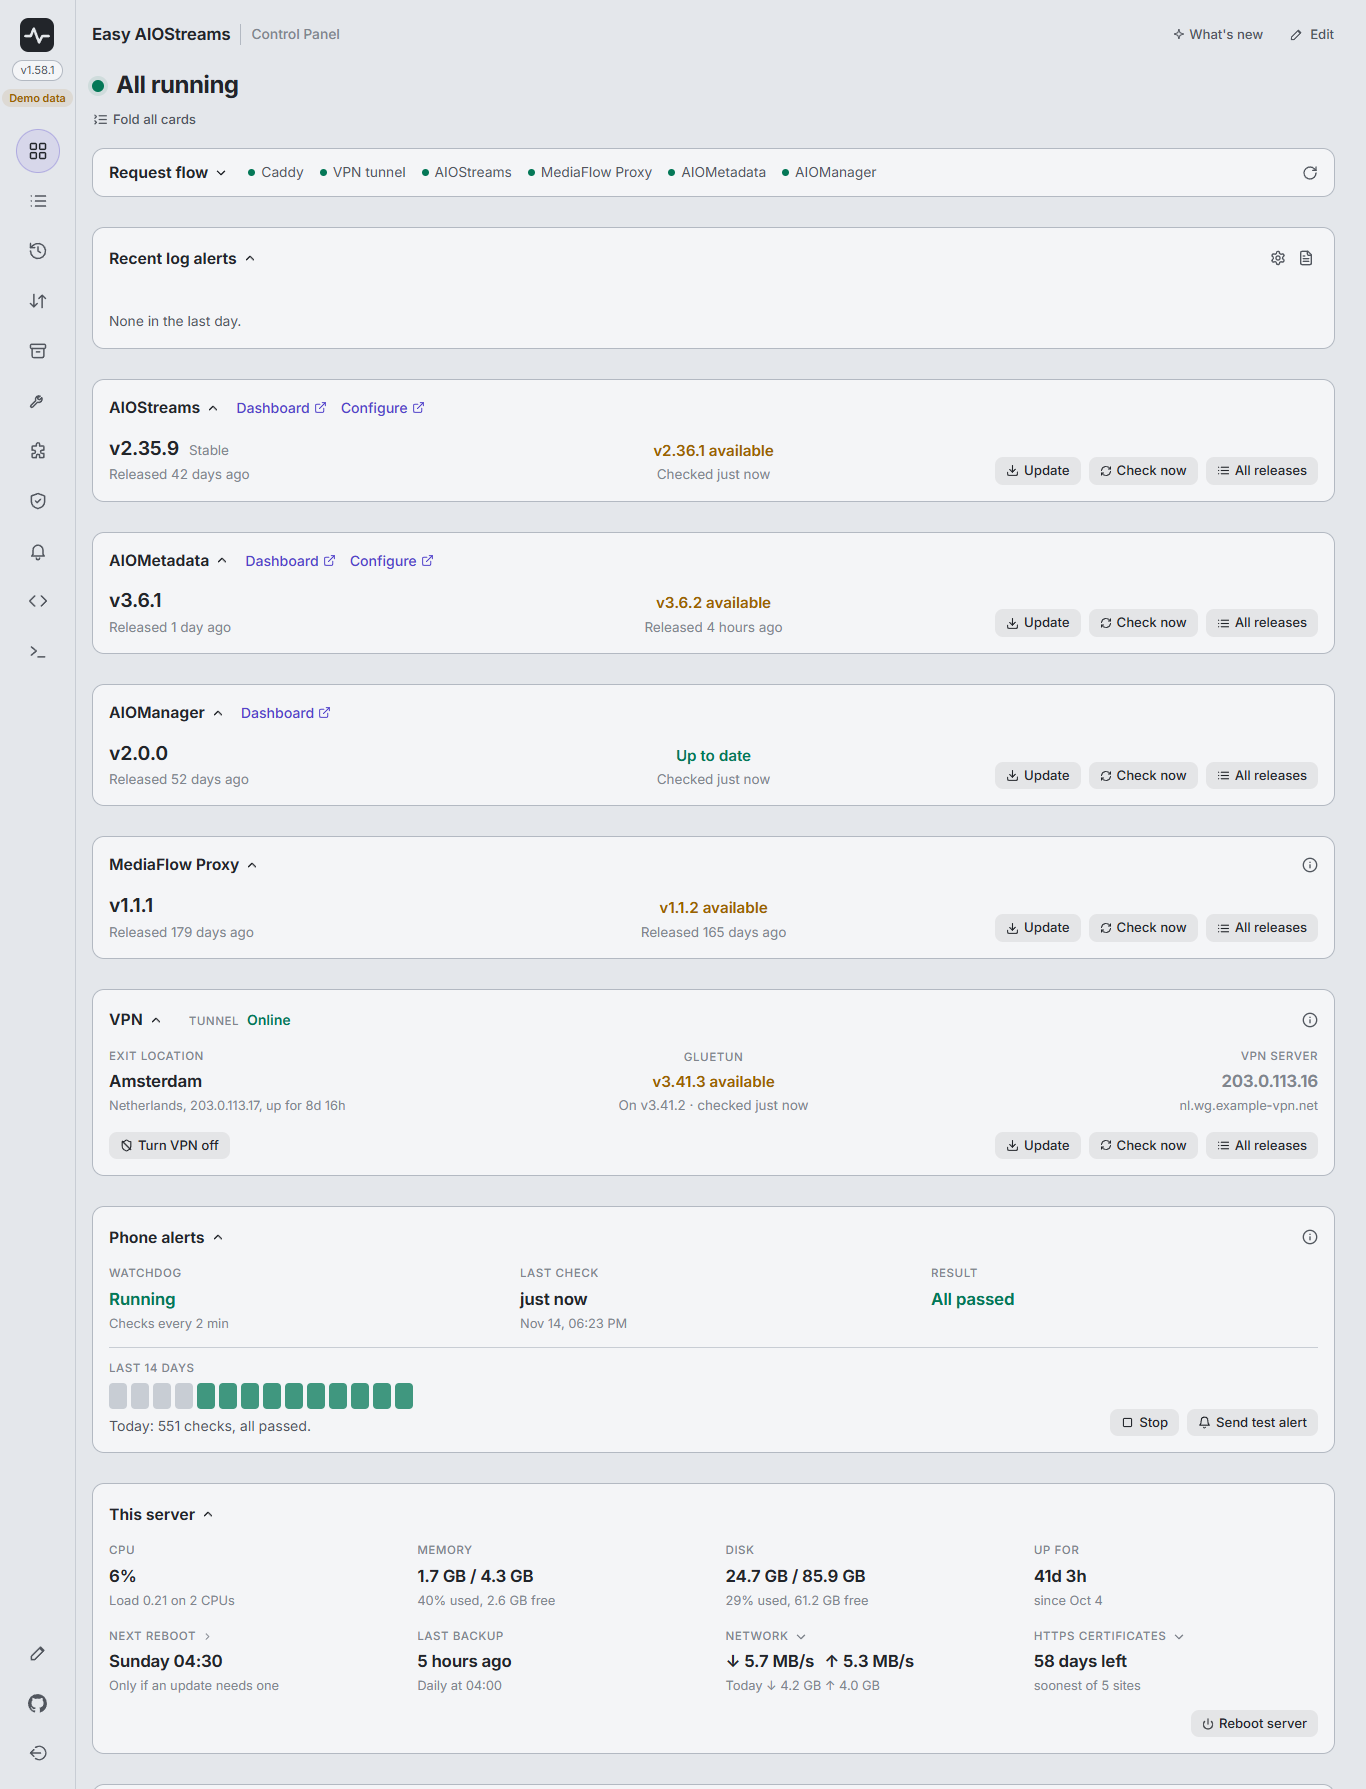 v1.58.1
Demo data
Easy AIOStreams
Control Panel
What's new
Edit
All running
Fold all cards
Request flow
Caddy
VPN tunnel
AIOStreams
MediaFlow Proxy
AIOMetadata
AIOManager
Recent log alerts
None in the last day.
AIOStreams
Dashboard
Configure
v2.35.9 Stable
v2.36.1 available
Released 42 days ago
Checked just now
Update
Check now
All releases
AIOMetadata
Dashboard
Configure
v3.6.1
v3.6.2 available
Released 1 day ago
Released 4 hours ago
Update
Check now
All releases
AIOManager
Dashboard
v2.0.0
Up to date
Released 52 days ago
Checked just now
Update
Check now
All releases
MediaFlow Proxy
v1.1.1
v1.1.2 available
Released 179 days ago
Released 165 days ago
Update
Check now
All releases
VPN
TUNNEL Online
EXIT LOCATION
GLUETUN
VPN SERVER
Amsterdam
v3.41.3 available
203.0.113.16
Netherlands, 203.0.113.17, up for 8d 16h
On v3.41.2 · checked just now
nl.wg.example-vpn.net
Turn VPN off
Update
Check now
All releases
Phone alerts
WATCHDOG
LAST CHECK
RESULT
Running
just now
All passed
Checks every 2 min
Nov 14, 06:23 PM
LAST 14 DAYS
Today: 551 checks, all passed.
Stop
Send test alert
This server
CPU
MEMORY
DISK
UP FOR
6%
1.7 GB / 4.3 GB
24.7 GB / 85.9 GB
41d 3h
Load 0.21 on 2 CPUs
40% used, 2.6 GB free
29% used, 61.2 GB free
since Oct 4
NEXT REBOOT
LAST BACKUP
NETWORK
HTTPS CERTIFICATES
Sunday 04:30
5 hours ago
↓ 5.7 MB/s ↑ 5.3 MB/s
58 days left
Only if an update needs one
Daily at 04:00
Today ↓ 4.2 GB ↑ 4.0 GB
soonest of 5 sites
Reboot server